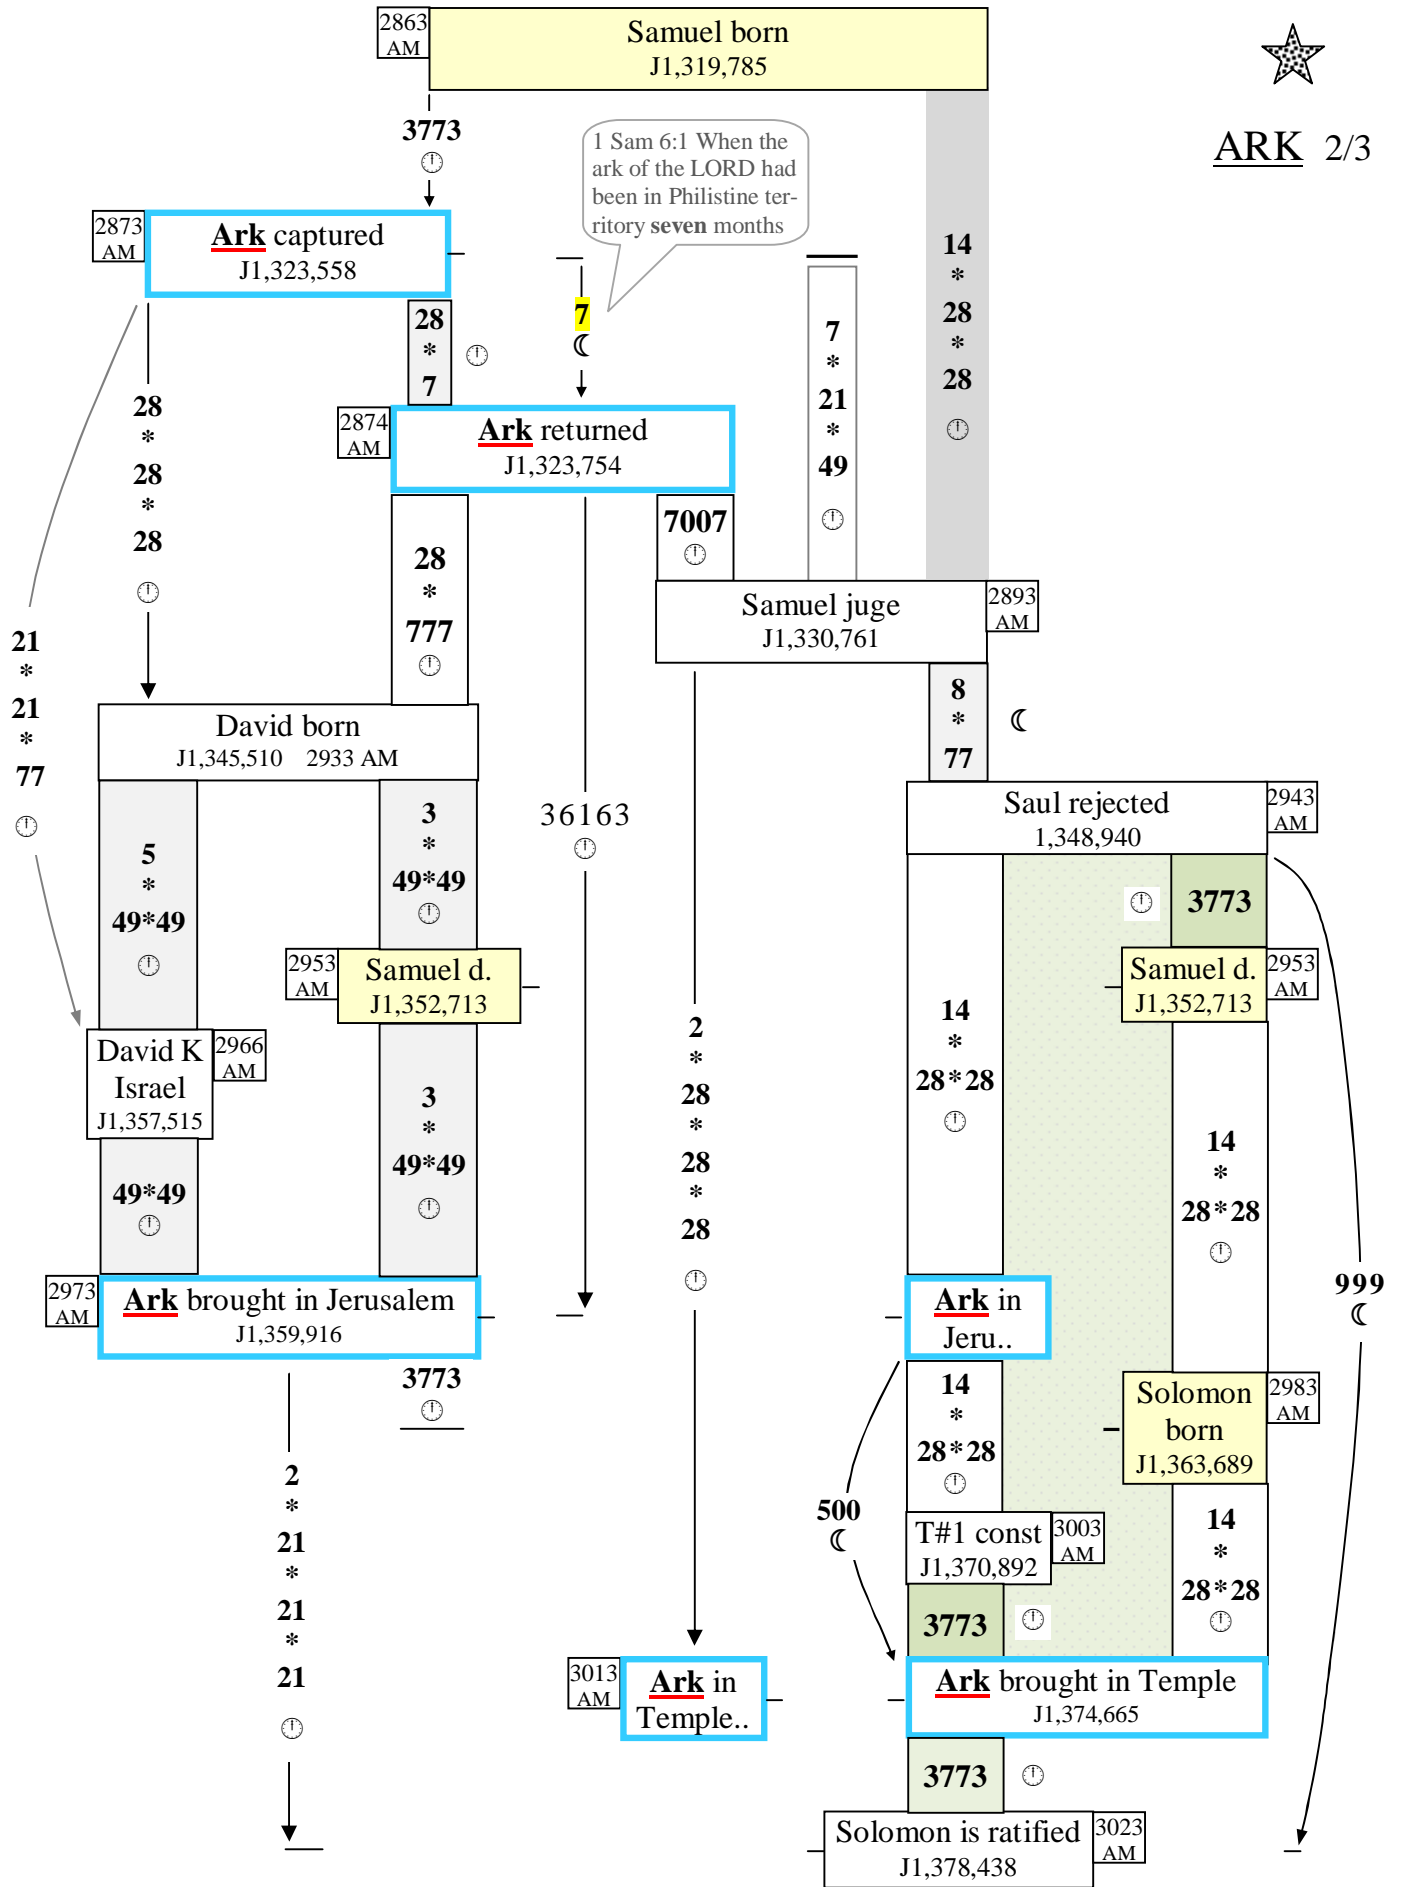 2863
AM
Samuel born
J1,319,785
ARK 2/3
3773
1 Sam 6:1 When the
ark of the LORD had
been in Philistine ter-
ritory seven months
2873
AM
Ark captured
J1,323,558
14
*
28
*
28
28
*
7
7
7
*
21
*
49
28
*
28
*
28
2874
AM
Ark returned
J1,323,754
28
*
777
7007
Samuel juge
J1,330,761
2893
AM
21
*
21
*
77
8
*
77
David born
J1,345,510 2933 AM
36163
Saul rejected
1,348,940
2943
AM
5
*
49*49
3
*
49*49
3773
2953
AM
Samuel d.
J1,352,713
Samuel d.
J1,352,713
2953
AM
14
*
28*28
2
*
28
*
28
*
28
David K
Israel
J1,357,515
2966
AM
3
*
49*49
14
*
28*28
49*49
2973
AM
Ark brought in Jerusalem
J1,359,916
Ark in
Jeru..
999
3773
14
*
28*28
Solomon
born
J1,363,689
2983
AM
2
*
21
*
21
*
21
500
T#1 const
J1,370,892
3003
AM
14
*
28*28
3773
3013
AM
Ark in
Temple..
Ark brought in Temple
J1,374,665
3773
Solomon is ratified
J1,378,438
3023
AM